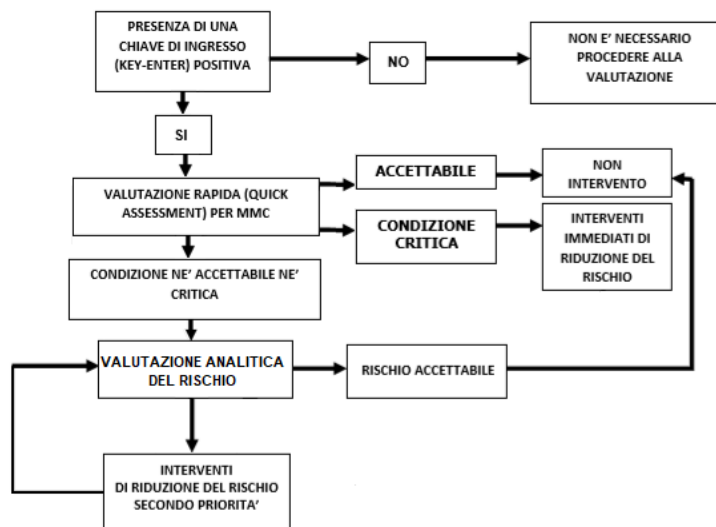 PRESENZA DI UNA
CHIAVE DI INGRESSO
(KEY-ENTER) POSITIVA
NO
NON E' NECESSARIO
PROCEDERE ALLA
VALUTAZIONE
SI
VALUTAZIONE RAPIDA (QUICK
ASSESSMENT) PER MMC
ACCETTABILE
NON
INTERVENTO
CONDIZIONE
CRITICA
INTERVENTI
IMMEDIATI DI
RIDUZIONE DEL
RISCHIO
CONDIZIONE NE' ACCETTABILE NE'
CRITICA
VALUTAZIONE ANALITICA
DEL RISCHIO
RISCHIO ACCETTABILE
INTERVENTI
DI RIDUZIONE DEL RISCHIO
SECONDO PRIORITA'